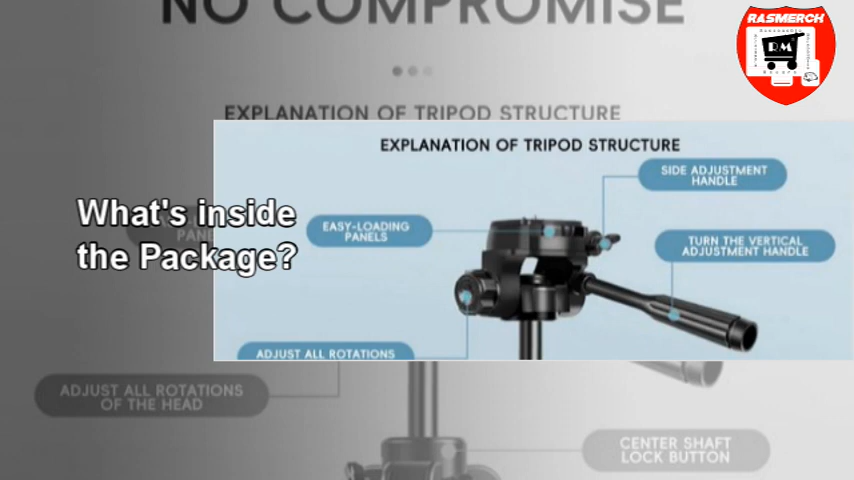 NO COMPROMISE
RASMERCH
RM
EXPLANATION OF TRIPOD STRUCTURE
EXPLANATION OF TRIPOD STRUCTURE
SIDE ADJUSTMENT
HANDLE
What's inside
the Package?
EASY-LOADING
PANELS
TURN THE VERTICAL
ADJUSTMENT HANDLE
ADJUST ALL ROTATIONS
ADJUST ALL ROTATIONS
OF THE HEAD
CENTER SHAFT
LOCK BUTTON